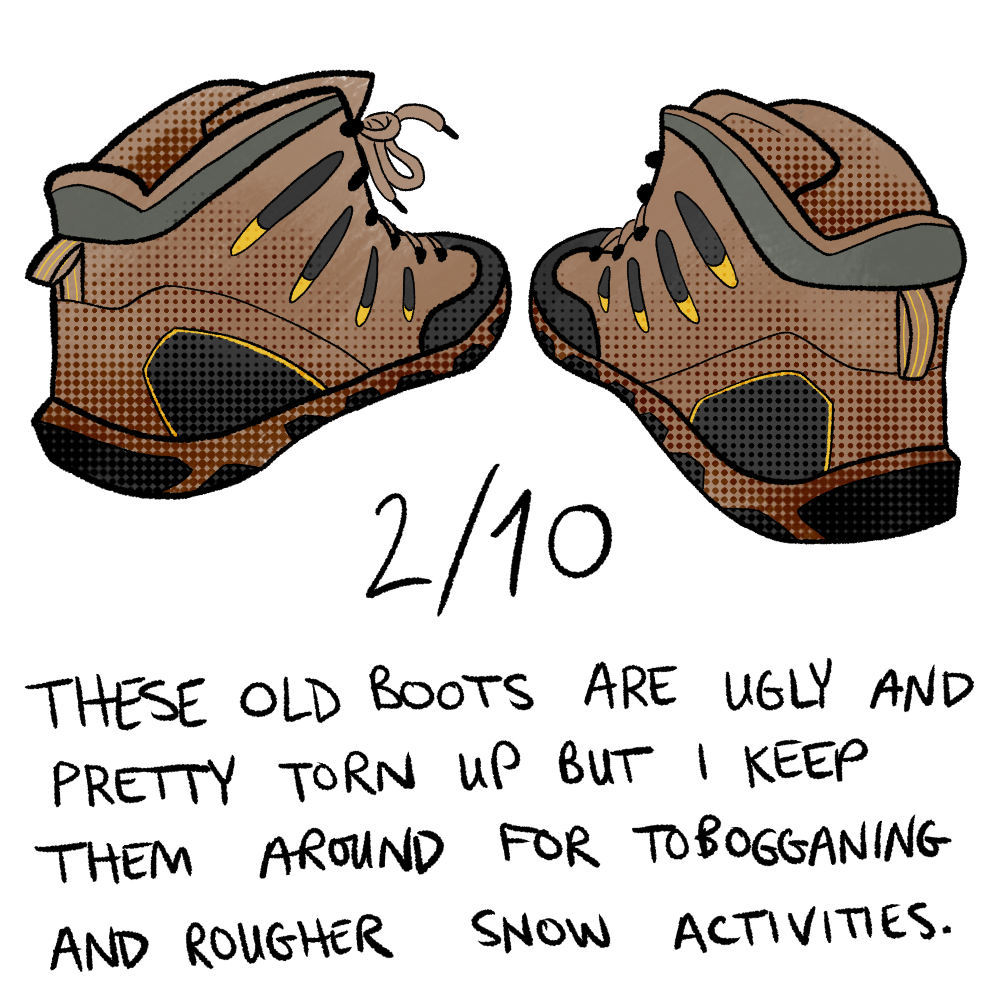 2/10
THESE OLD BOOTS ARE UGLY AND
PRETTY TORN UP BUT I KEEP
THEM AROUND FOR TOBOGGANING
AND ROUGHER SNOW ACTIVITIES.